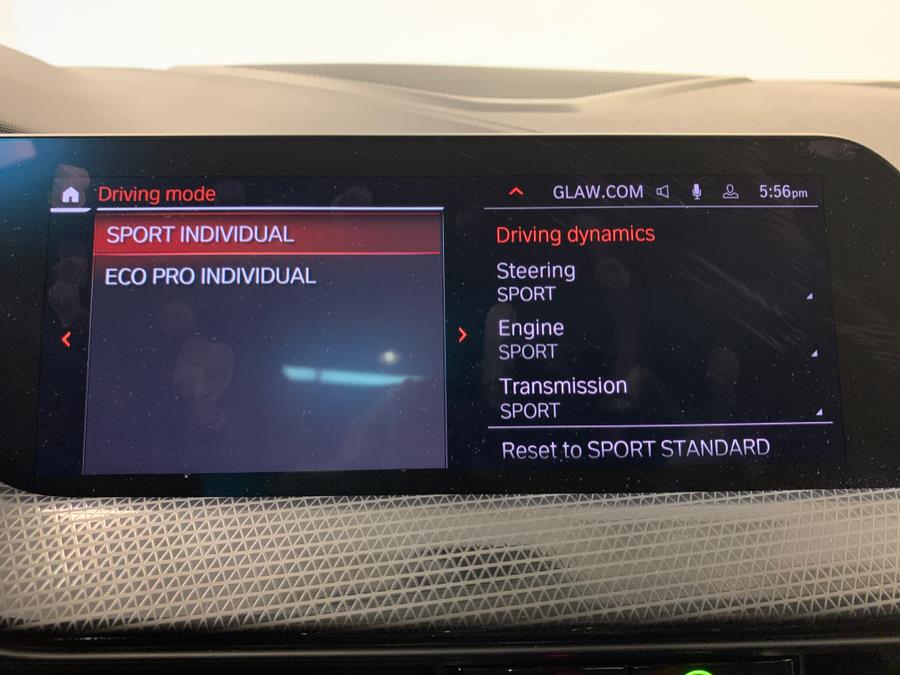 Driving mode
GLAW.COM
5:56pm
SPORT INDIVIDUAL
ECO PRO INDIVIDUAL
Driving dynamics
Steering
SPORT
Engine
SPORT
Transmission
SPORT
Reset to SPORT STANDARD